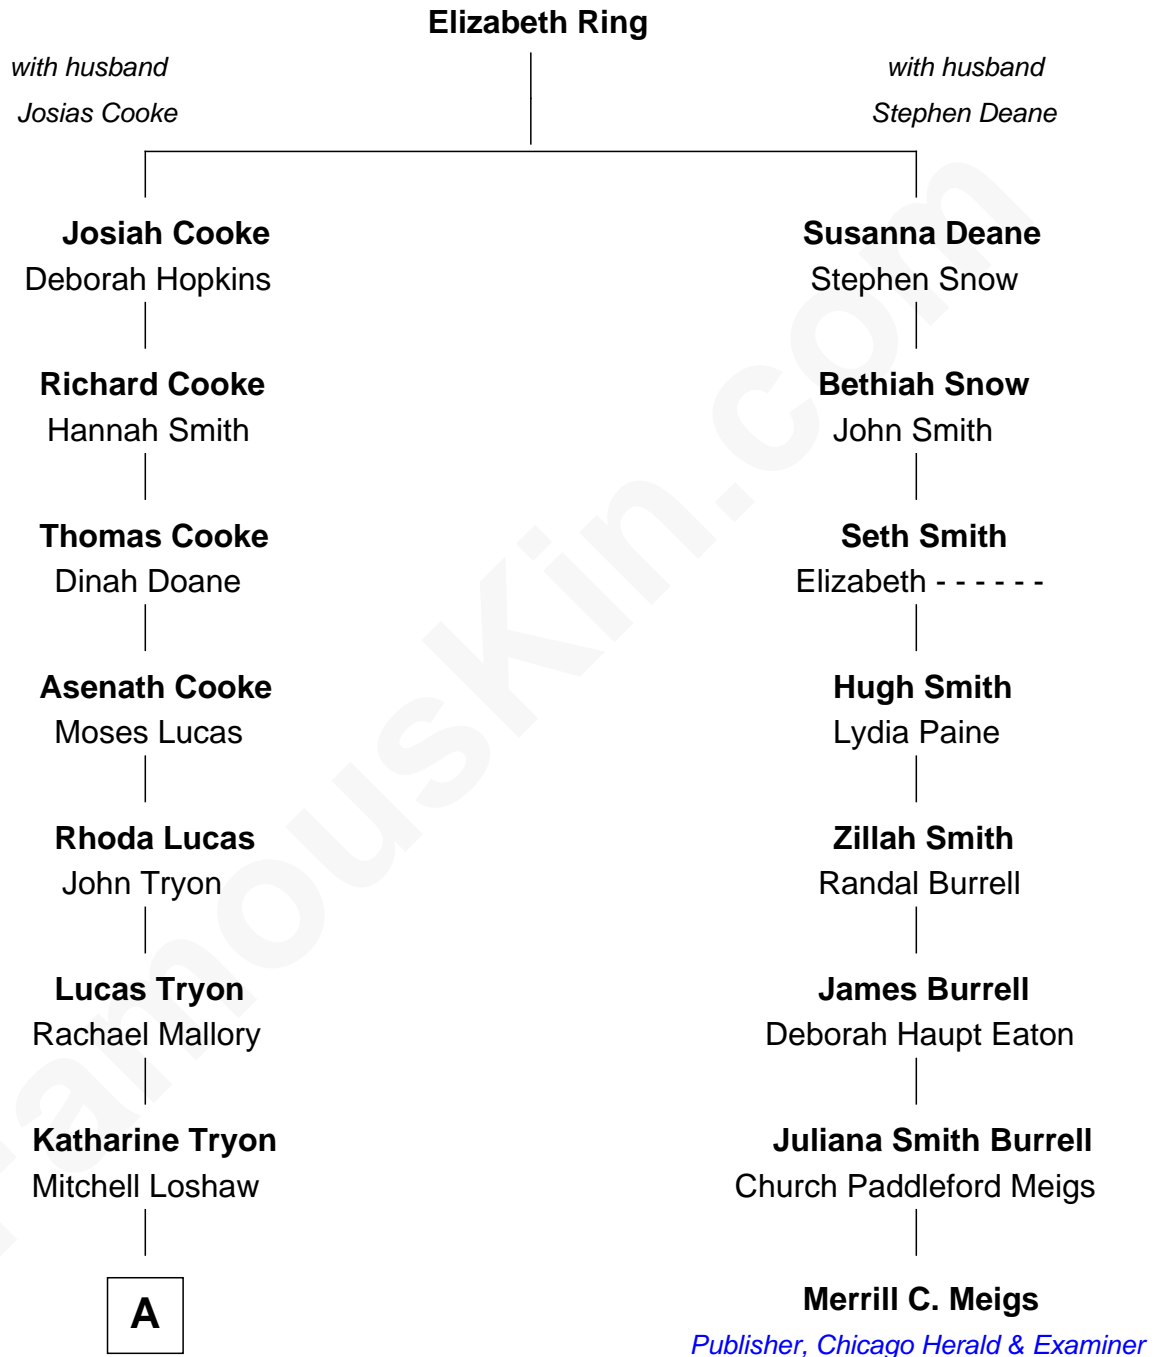 Elizabeth Ring
with husband
Josias Cooke
with husband
Stephen Deane
Josiah Cooke
Deborah Hopkins
Richard Cooke
Hannah Smith
Thomas Cooke
Dinah Doane
Asenath Cooke
Moses Lucas
Rhoda Lucas
John Tryon
Lucas Tryon
Rachael Mallory
Katharine Tryon
Mitchell Loshaw
A
Susanna Deane
Stephen Snow
Bethiah Snow
John Smith
Seth Smith
Elizabeth - - - - - -
Hugh Smith
Lydia Paine
Zillah Smith
Randal Burrell
James Burrell
Deborah Haupt Eaton
Juliana Smith Burrell
Church Paddleford Meigs
Merrill C. Meigs
Publisher, Chicago Herald & Examiner
FamousKin.com